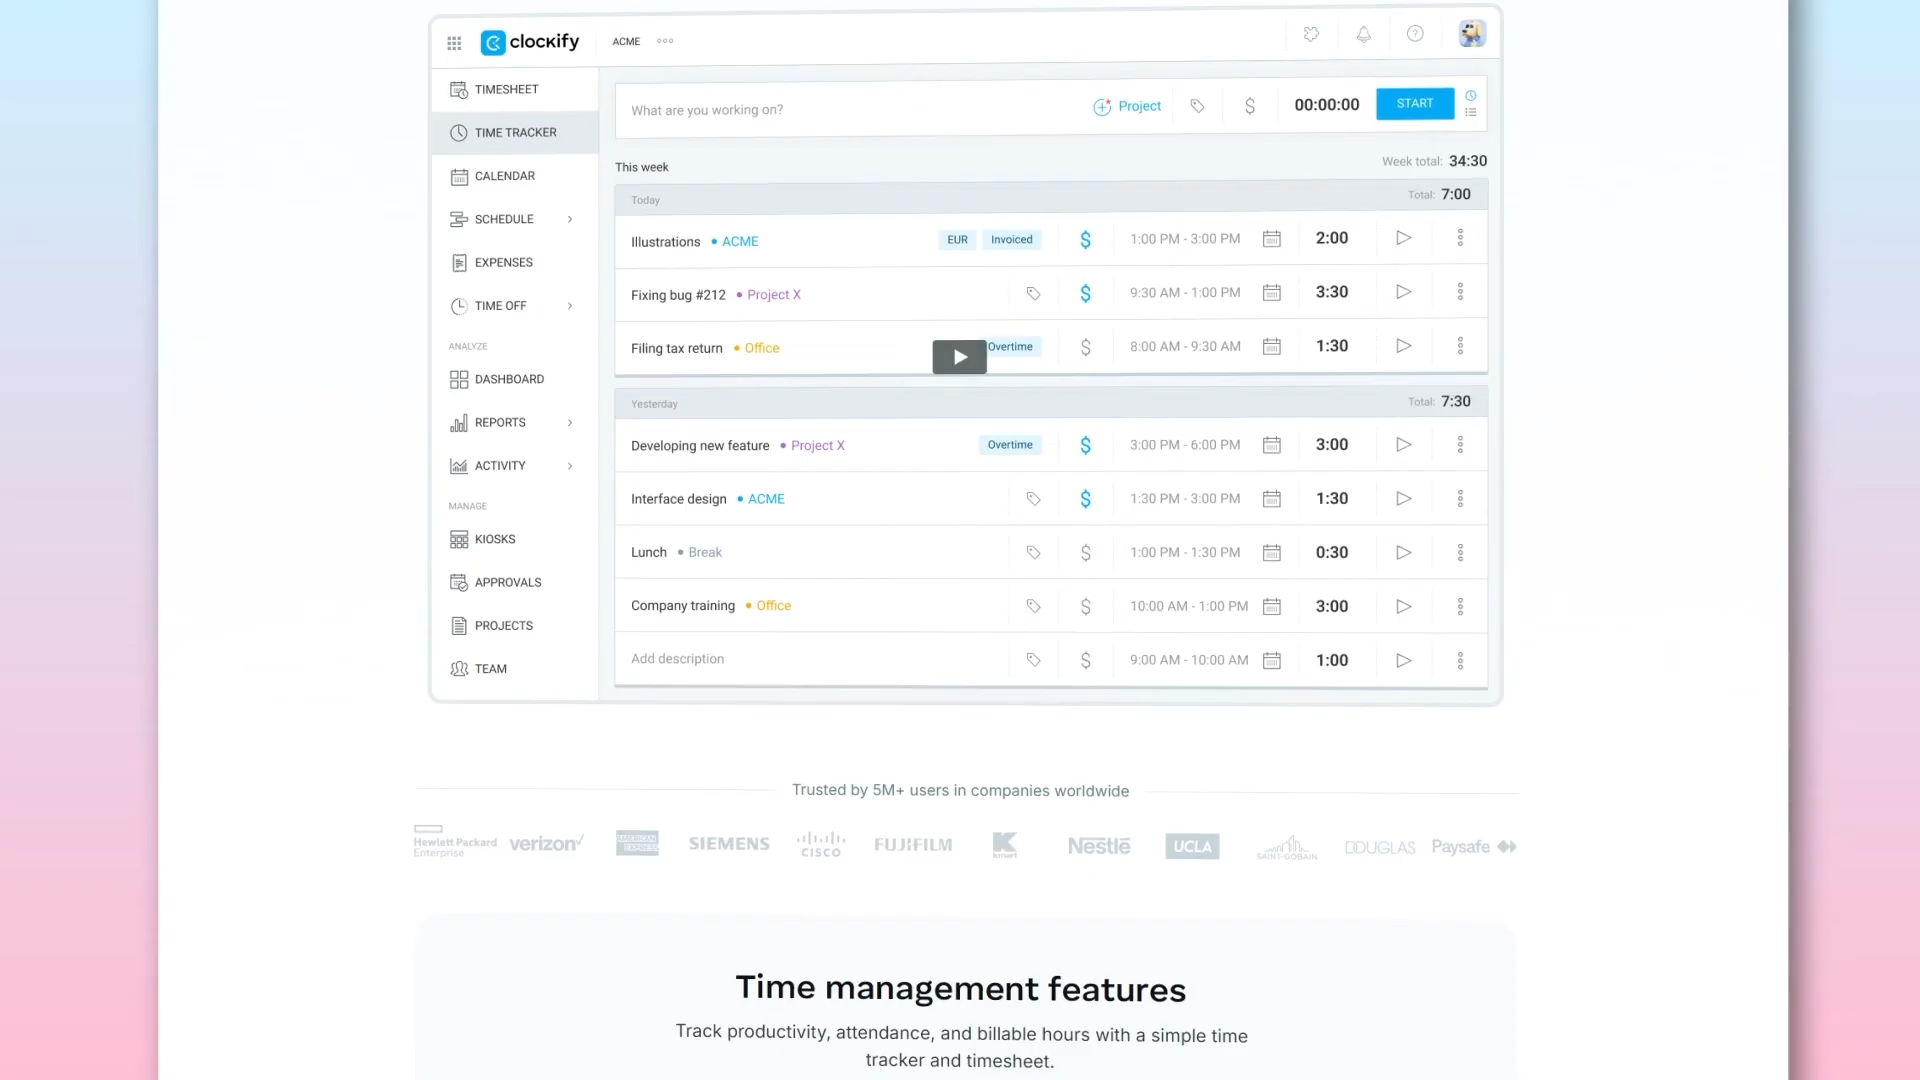 clockify ACME
TIMESHEET
TIME TRACKER
CALENDAR
SCHEDULE
EXPENSES
TIME OFF
ANALYZE
DASHBOARD
REPORTS
ACTIVITY
MANAGE
KIOSKS
APPROVALS
PROJECTS
TEAM
What are you working on? Project $ 00:00:00 START
This week Week total: 34:30
Today Total: 7:00
Illustrations • ACME EUR Invoiced $ 1:00 PM - 3:00 PM 2:00
Fixing bug #212 • Project X $ 9:30 AM - 1:00 PM 3:30
Filing tax return • Office Overtime $ 8:00 AM - 9:30 AM 1:30
Yesterday Total: 7:30
Developing new feature • Project X Overtime $ 3:00 PM - 6:00 PM 3:00
Interface design • ACME $ 1:30 PM - 3:00 PM 1:30
Lunch • Break $ 1:00 PM - 1:30 PM 0:30
Company training • Office $ 10:00 AM - 1:00 PM 3:00
Add description $ 9:00 AM - 10:00 AM 1:00
Trusted by 5M+ users in companies worldwide
Hewlett Packard
Enterprise
verizon
AMERICAN
EXPRESS
SIEMENS
CISCO
FUJIFILM
K
kmart
Nestlé
UCLA
SAINT-GOBAIN
DOUGLAS
Paysafe
Time management features
Track productivity, attendance, and billable hours with a simple time
tracker and timesheet.